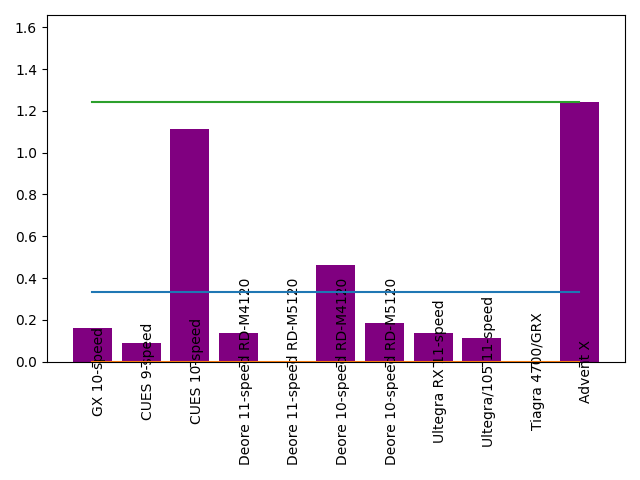 1.6
1.4
1.2
1.0
0.8
0.6
0.4
0.2
0.0
GX 10-speed
CUES 9-speed
CUES 10-speed
Deore 11-speed RD-M4120
Deore 11-speed RD-M5120
Deore 10-speed RD-M4120
Deore 10-speed RD-M5120
Ultegra RX 11-speed
Ultegra/105 11-speed
Tiagra 4700/GRX
Advent X